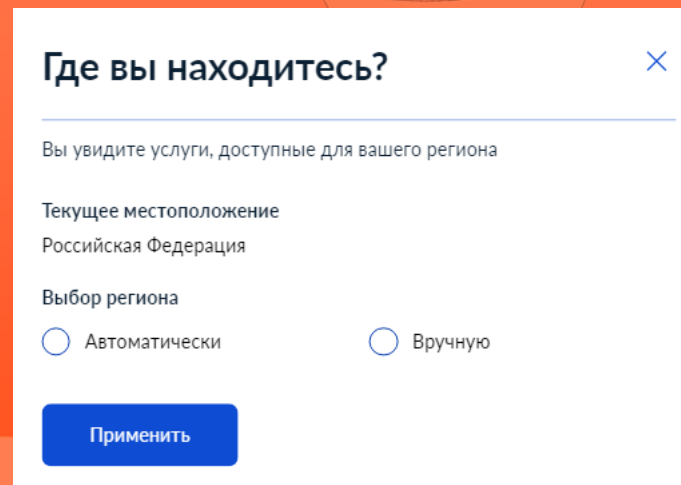 Где вы находитесь?
Вы увидите услуги, доступные для вашего региона
Текущее местоположение
Российская Федерация
Выбор региона
Автоматически
Вручную
Применить